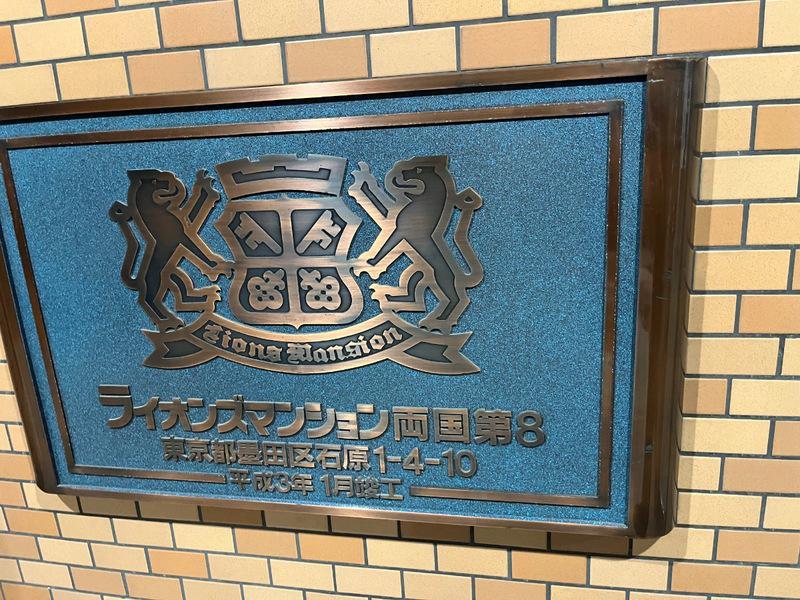 Lions Mansion
ライオンズマンション両国第8
東京都墨田区石原1-4-10
平成3年 1月竣工